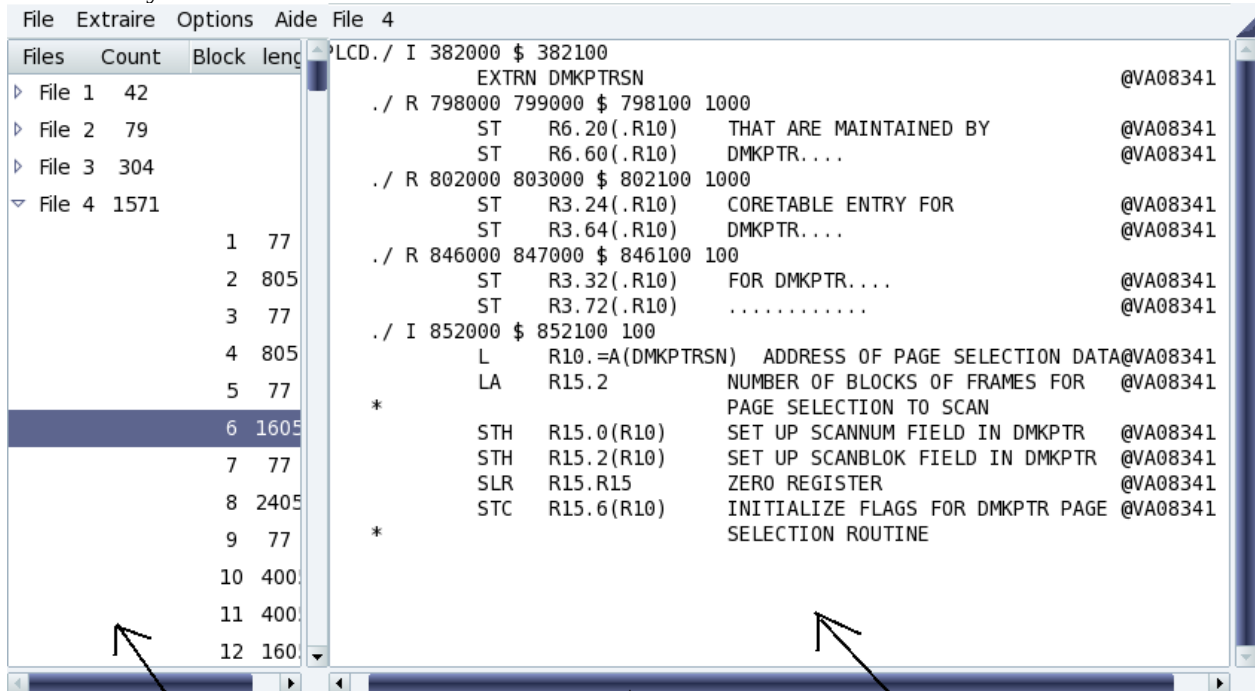 File Extraire Options Aide File 4
Files Count Block leng
File 1 42
File 2 79
File 3 304
File 4 1571
1 77
2 805
3 77
4 805
5 77
6 1605
7 77
8 2405
9 77
10 400
11 400
12 160
PLCD./ I 382000 $ 382100
EXTRN DMKPTRSN @VA08341
./ R 798000 799000 $ 798100 1000
ST R6.20(.R10) THAT ARE MAINTAINED BY @VA08341
ST R6.60(.R10) DMKPTR.... @VA08341
./ R 802000 803000 $ 802100 1000
ST R3.24(.R10) CORETABLE ENTRY FOR @VA08341
ST R3.64(.R10) DMKPTR.... @VA08341
./ R 846000 847000 $ 846100 100
ST R3.32(.R10) FOR DMKPTR.... @VA08341
ST R3.72(.R10) ............ @VA08341
./ I 852000 $ 852100 100
L R10.=A(DMKPTRSN) ADDRESS OF PAGE SELECTION DATA@VA08341
LA R15.2 NUMBER OF BLOCKS OF FRAMES FOR @VA08341
* PAGE SELECTION TO SCAN
STH R15.0(R10) SET UP SCANNUM FIELD IN DMKPTR @VA08341
STH R15.2(R10) SET UP SCANBLOK FIELD IN DMKPTR @VA08341
SLR R15.R15 ZERO REGISTER @VA08341
STC R15.6(R10) INITIALIZE FLAGS FOR DMKPTR PAGE @VA08341
* SELECTION ROUTINE